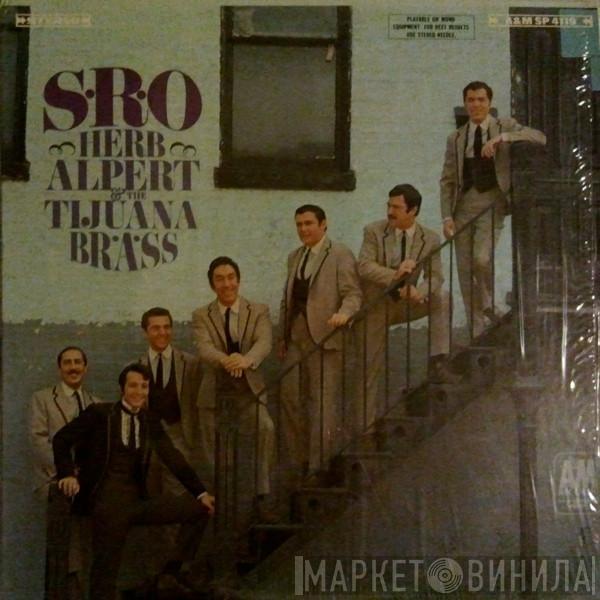 STEREO
PLAYABLE ON MONO
EQUIPMENT. FOR BEST RESULTS
USE STEREO NEEDLE.
A&M SP 4119
S·R·O
HERB
ALPERT
& THE
TIJUANA
BRASS
AM
МАРКЕТ ВИНИЛА